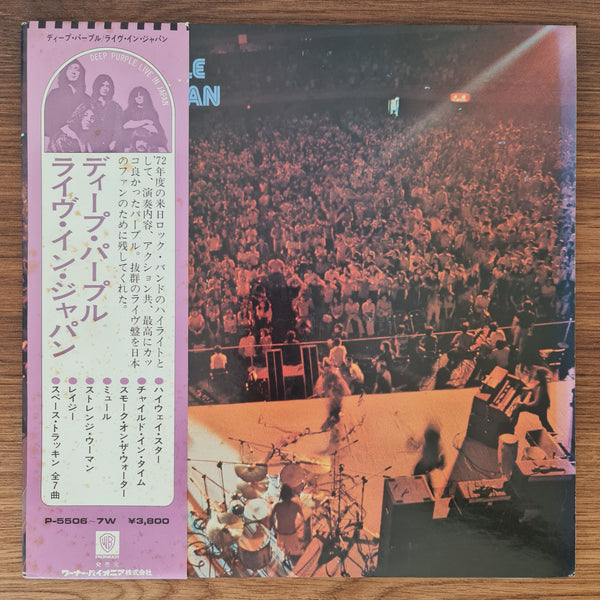 ディープ・パープル/ライヴ・イン・ジャパン
DEEP PURPLE LIVE IN JAPAN
LE
AN
'72年度の来日ロック・バンドのハイライトと
して、演奏内容、アクション共、最高にカッ
コ良かったパープル。抜群のライヴ盤を日本
のファンのために残してくれた。
ディープ・パープル
ライヴ・イン・ジャパン
●ハイウェイ・スター
●チャイルド・イン・タイム
●スモーク・オン・ザ・ウォーター
●ミュール
●ストレンジ・ウーマン
●レイジー
●スペース・トラッキン 全7曲
P-5506~7W ¥3,800
WB
PIONEER
発売元
ワーナー・パイオニア株式会社